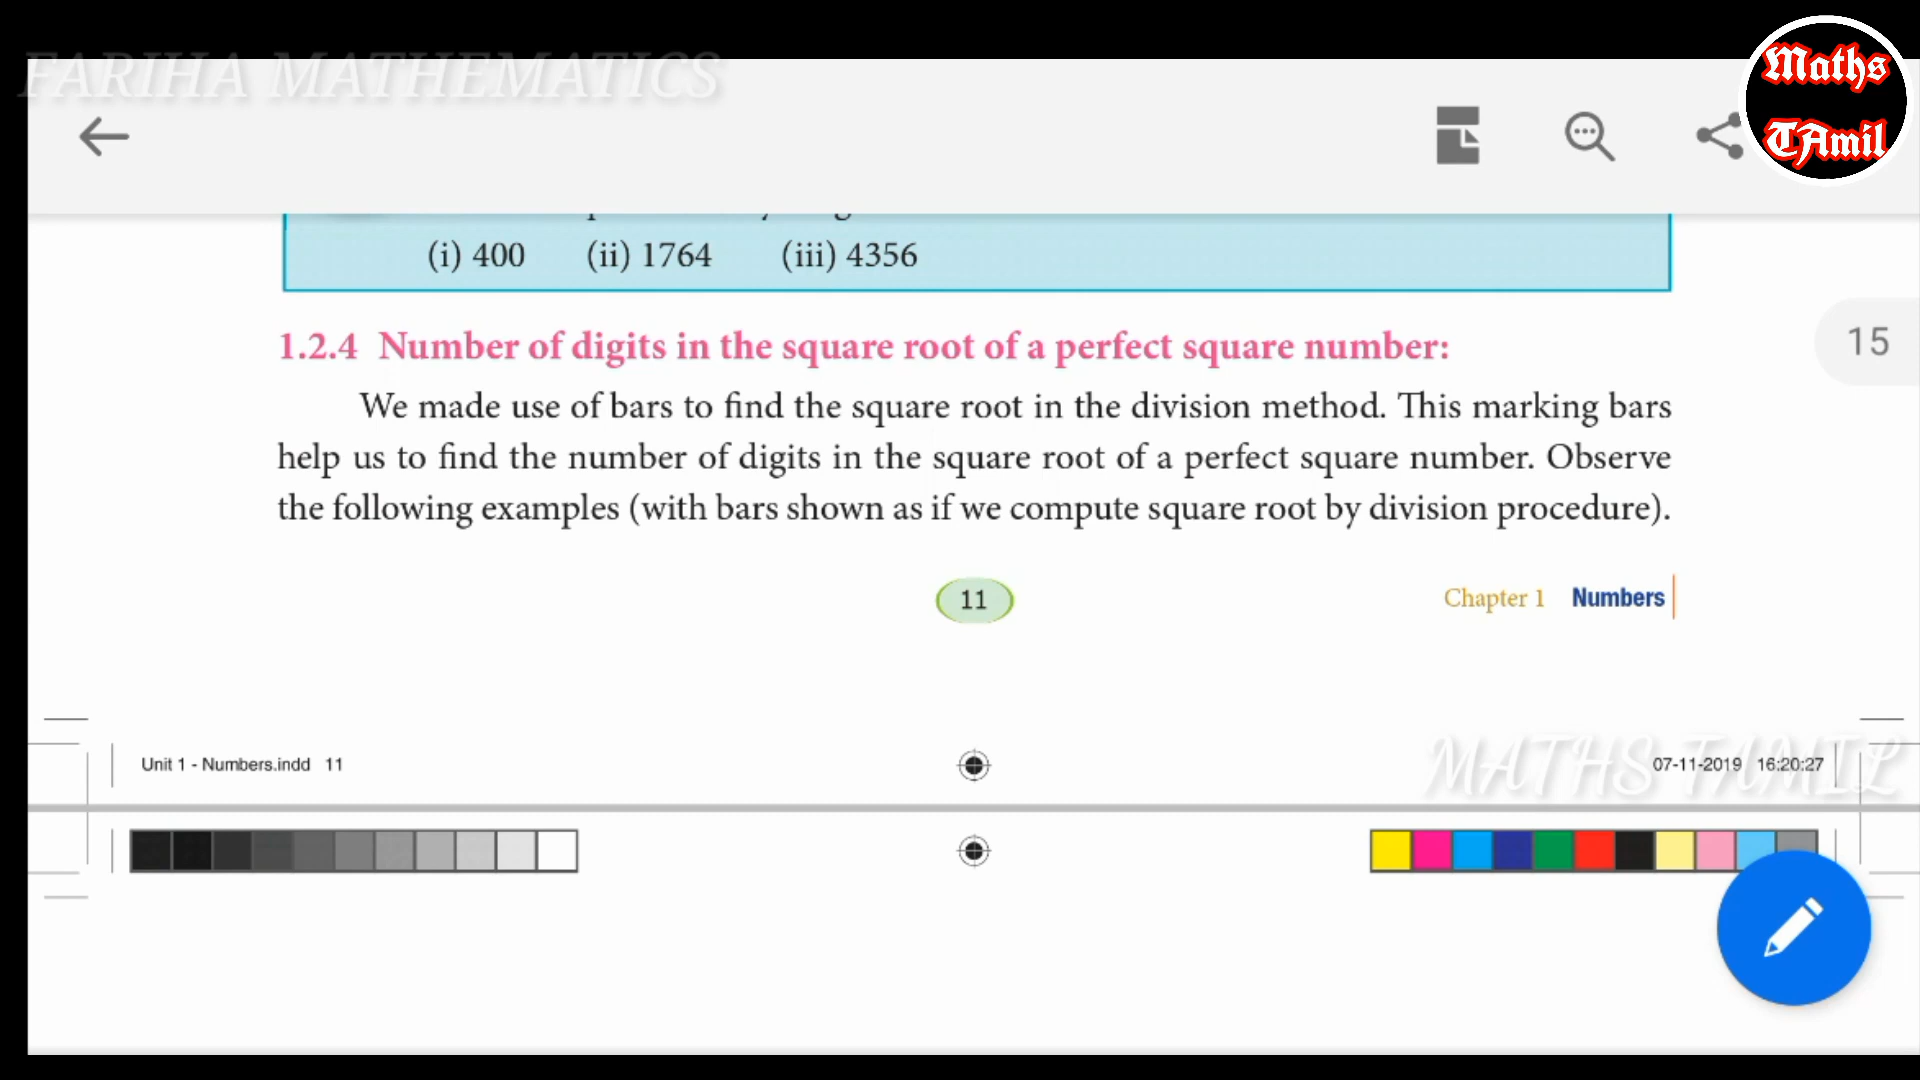 FARIHA MATHEMATICS
Maths
TAmil
(i) 400 (ii) 1764 (iii) 4356
15
1.2.4 Number of digits in the square root of a perfect square number:
We made use of bars to find the square root in the division method. This marking bars
help us to find the number of digits in the square root of a perfect square number. Observe
the following examples (with bars shown as if we compute square root by division procedure).
11
Chapter 1 Numbers
MATHS TAMIL
Unit 1 - Numbers.indd 11
07-11-2019 16:20:27